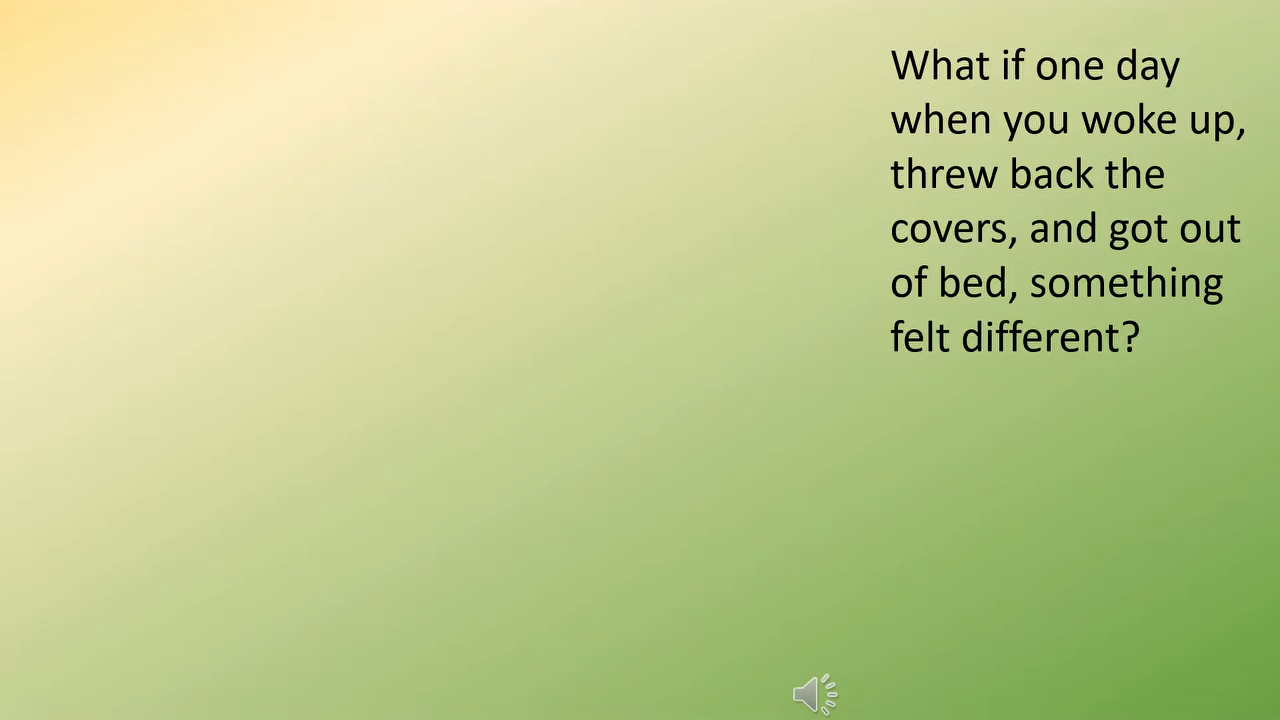 What if one day
when you woke up,
threw back the
covers, and got out
of bed, something
felt different?